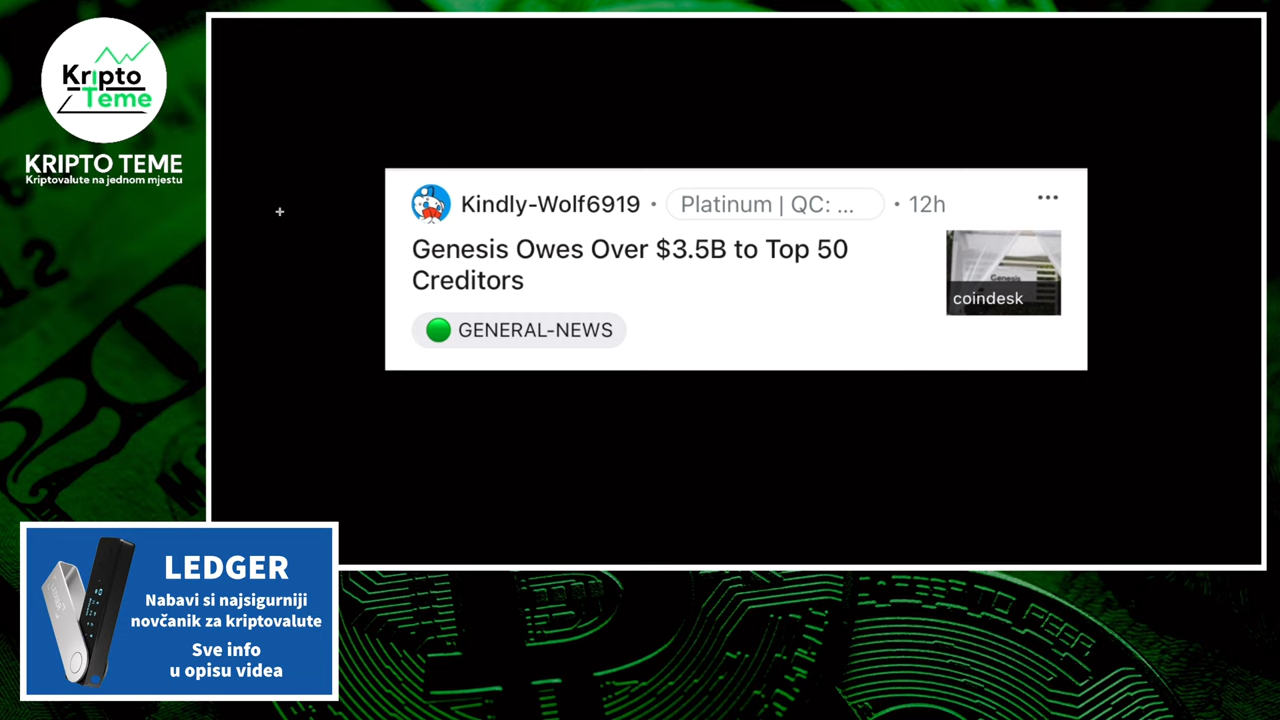 Kripto
Teme
KRIPTO TEME
Kriptovalute na jednom mjestu
Kindly-Wolf6919 • Platinum | QC: ... • 12h
Genesis Owes Over $3.5B to Top 50
Creditors
Genesis
coindesk
GENERAL-NEWS
LEDGER
Nabavi si najsigurniji
novčanik za kriptovalute
Sve info
u opisu videa